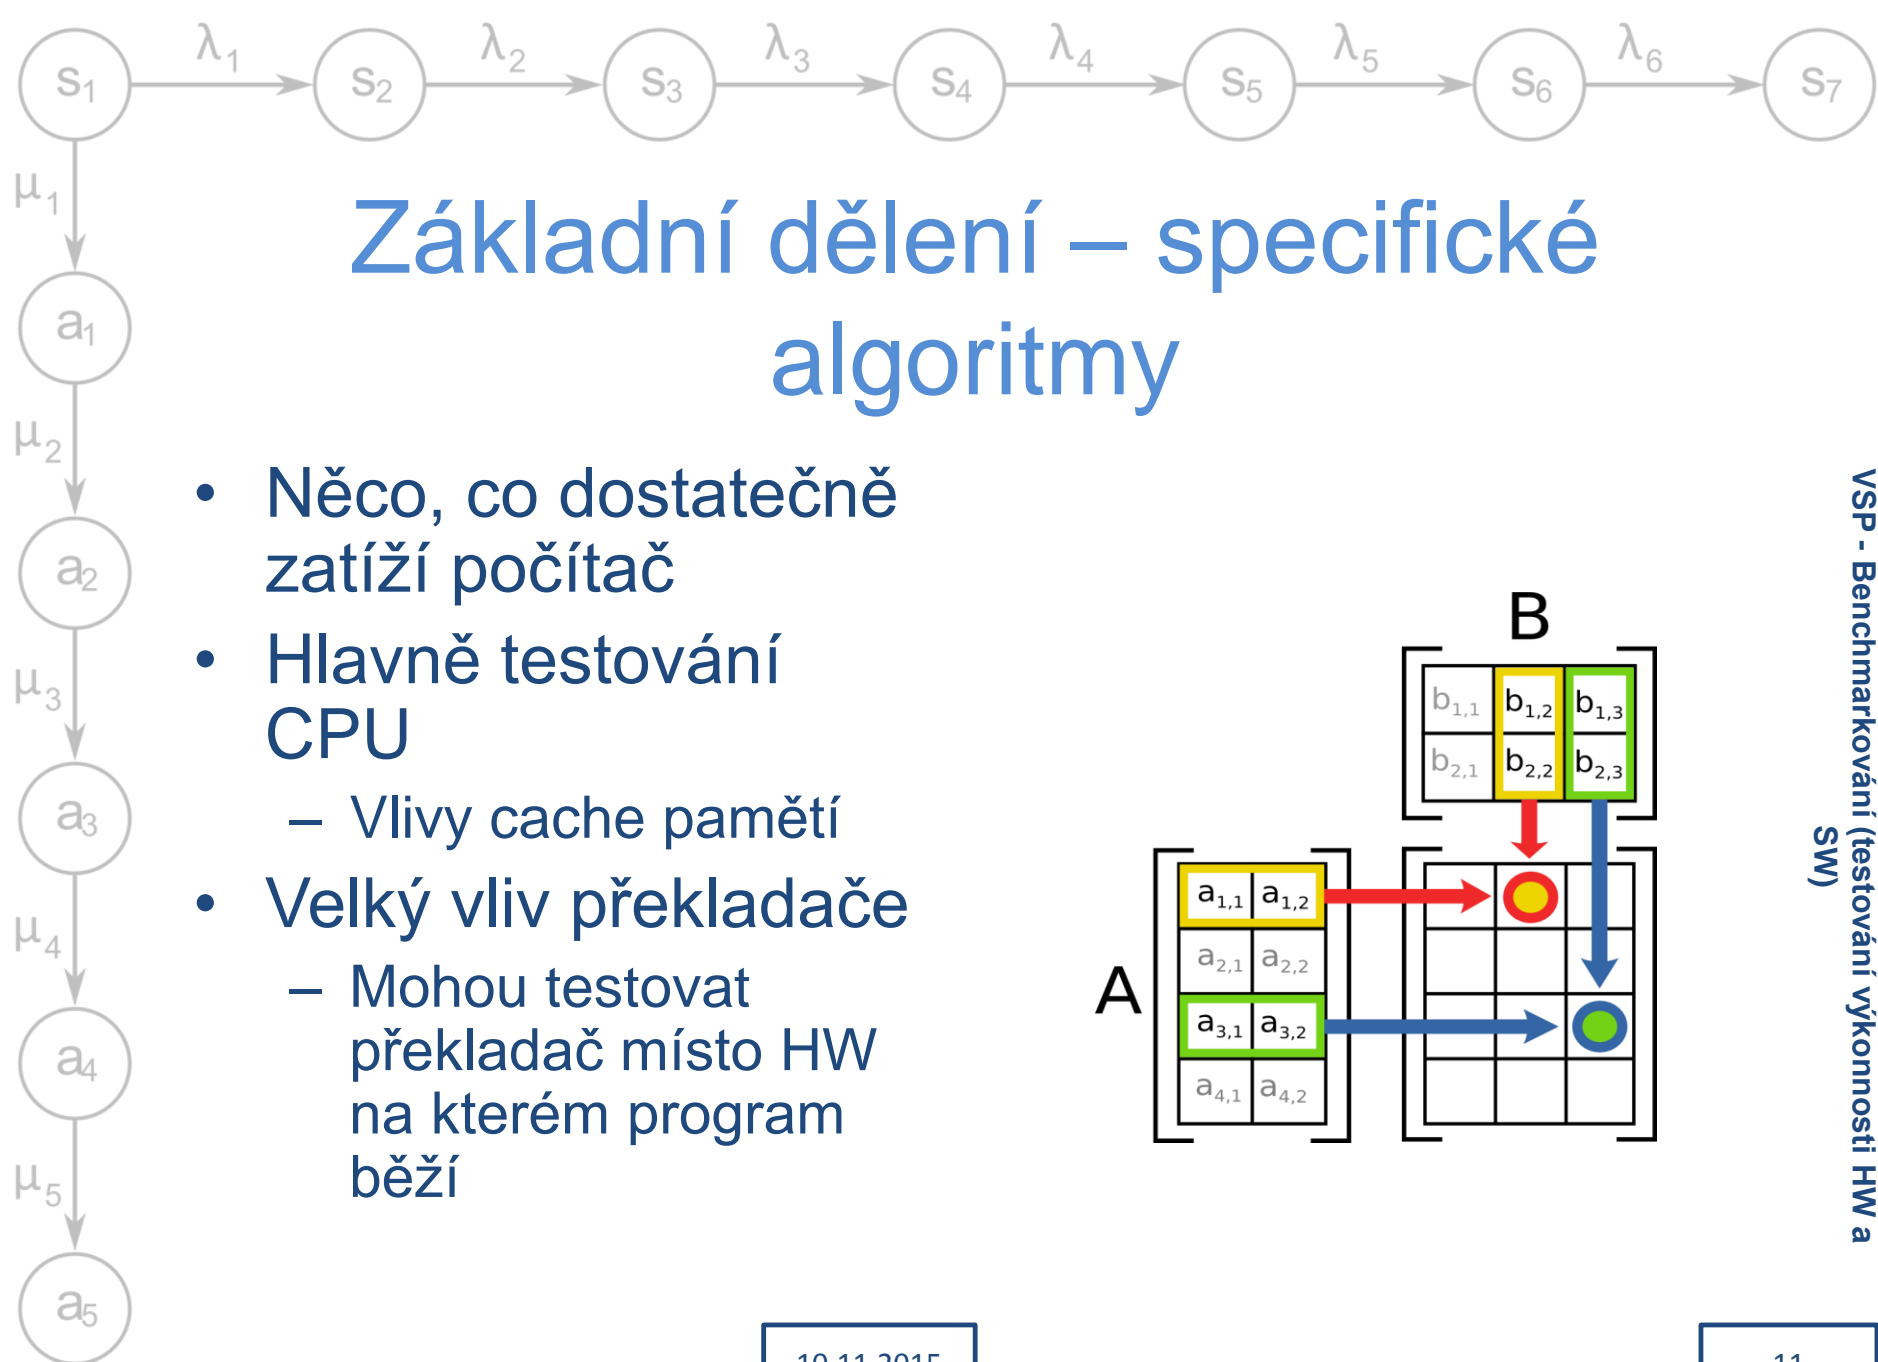 s1 λ1 s2 λ2 s3 λ3 s4 λ4 s5 λ5 s6 λ6 s7
μ1
a1
μ2
a2
μ3
a3
μ4
a4
μ5
a5
Základní dělení – specifické
algoritmy
• Něco, co dostatečně
zatíží počítač
• Hlavně testování
CPU
– Vlivy cache pamětí
• Velký vliv překladače
– Mohou testovat
překladač místo HW
na kterém program
běží
B
b1,1 b1,2 b1,3
b2,1 b2,2 b2,3
A
a1,1 a1,2
a2,1 a2,2
a3,1 a3,2
a4,1 a4,2
VSP - Benchmarkování (testování výkonnosti HW a
SW)
10.11.2015
11